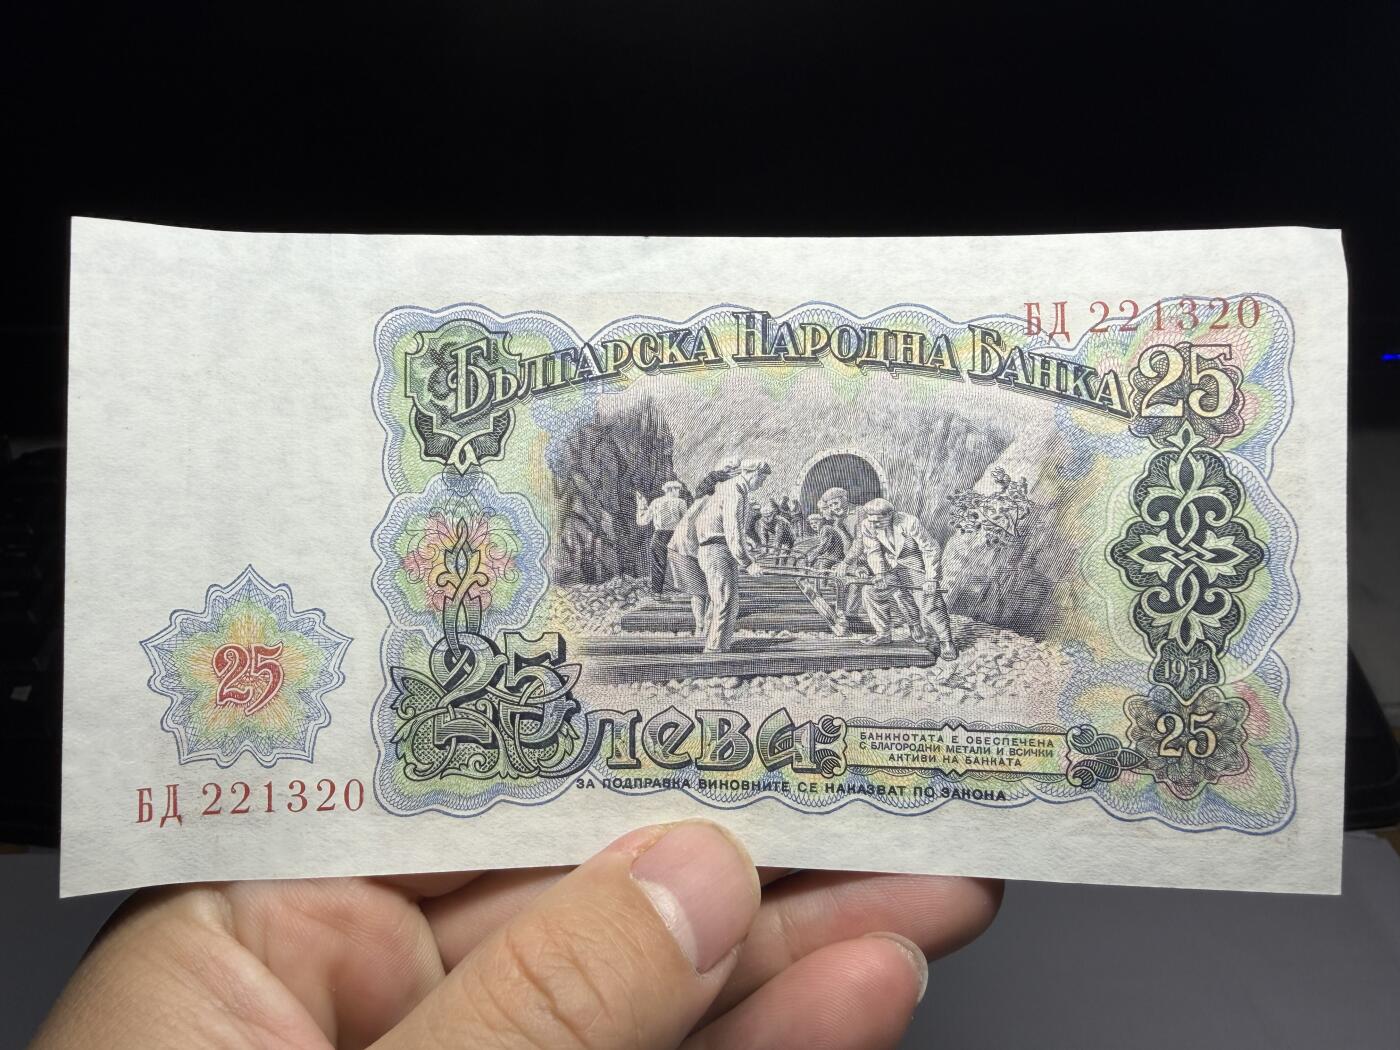 БД 221320
БЪЛГАРСКА НАРОДНА БАНКА
25
25
1951
25 ЛЕВА
25
БАНКНОТАТА Е ОБЕЗПЕЧЕНА
С БЛАГОРОДНИ МЕТАЛИ И ВСИЧКИ
АКТИВИ НА БАНКАТА
ЗА ПОДПРАВКА ВИНОВНИТЕ СЕ НАКАЗВАТ ПО ЗАКОНА
БД 221320